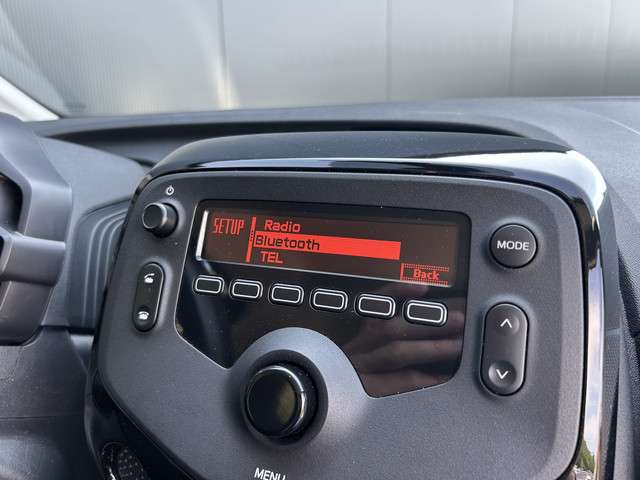 SETUP
Radio
Bluetooth
TEL
Back
MODE
MENU